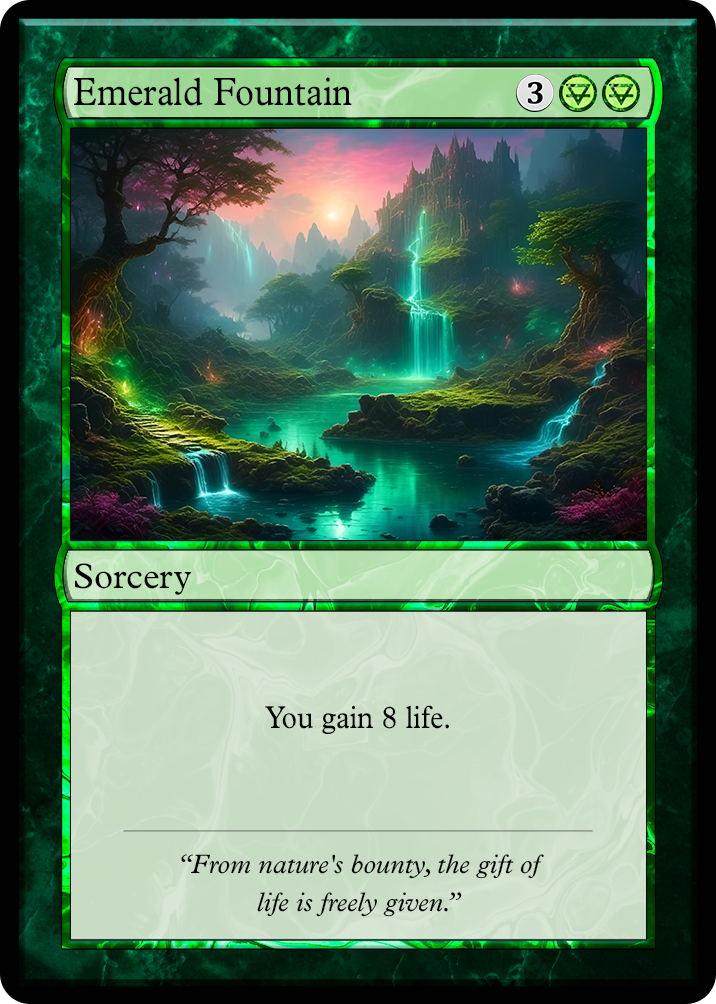 Emerald Fountain 3
Sorcery
You gain 8 life.
“From nature's bounty, the gift of
life is freely given.”